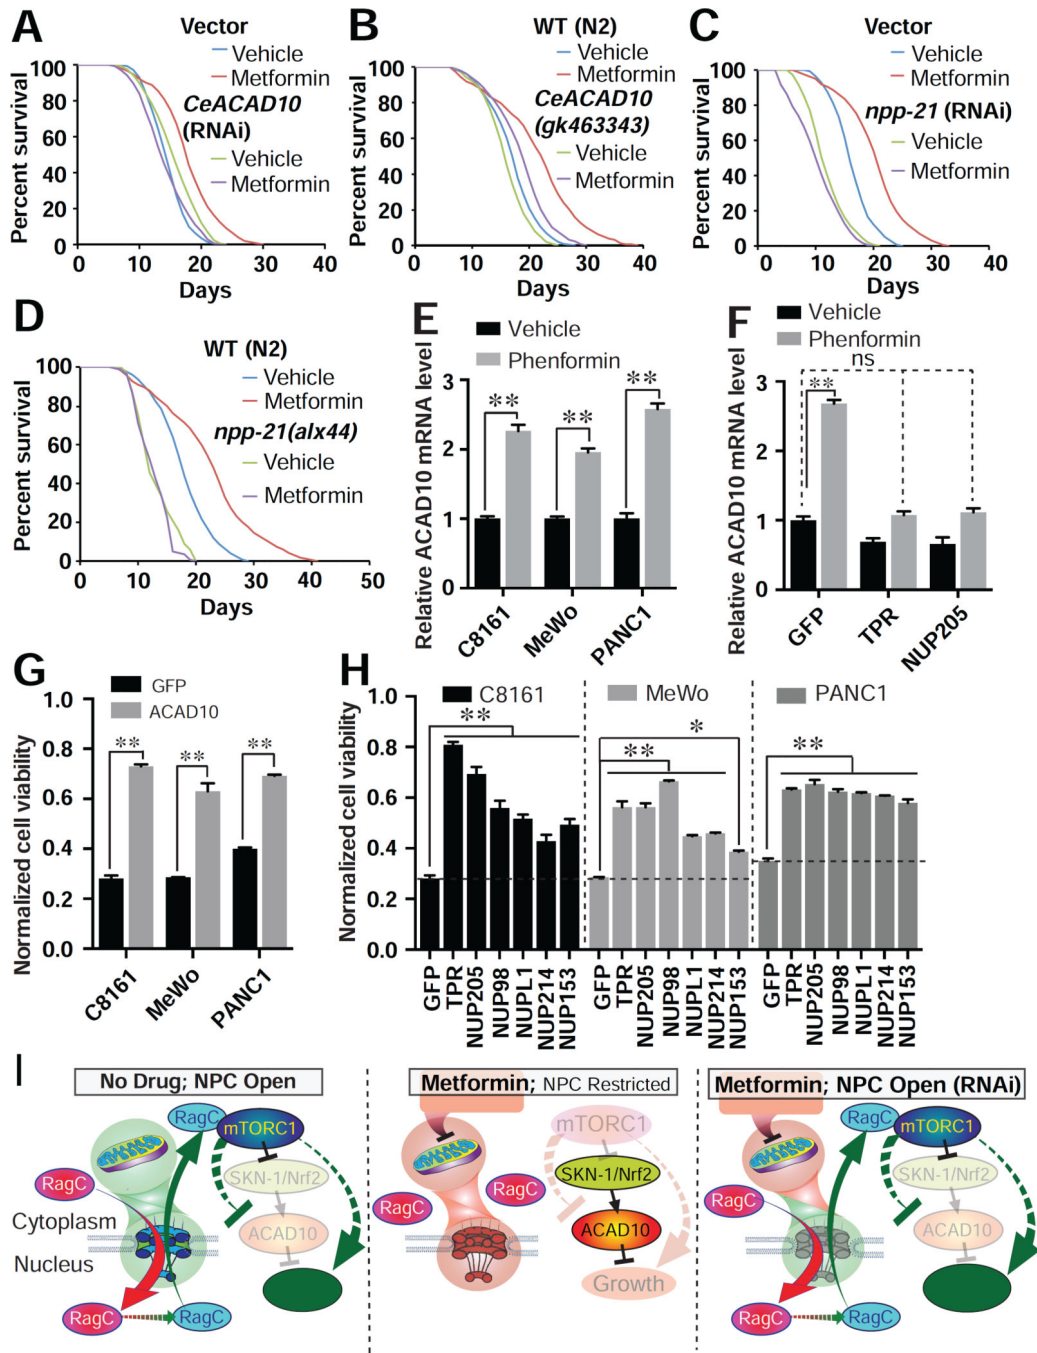 A
Vector
Vehicle
Metformin
CeACAD10
(RNAi)
Vehicle
Metformin
Percent survival
100
80
60
40
20
0
0
10
20
30
40
Days
B
WT (N2)
Vehicle
Metformin
CeACAD10
(gk463343)
Vehicle
Metformin
Percent survival
100
80
60
40
20
0
0
10
20
30
40
Days
C
Vector
Vehicle
Metformin
npp-21 (RNAi)
Vehicle
Metformin
Percent survival
100
80
60
40
20
0
0
10
20
30
40
Days
D
WT (N2)
Vehicle
Metformin
npp-21(alx44)
Vehicle
Metformin
Percent survival
100
80
60
40
20
0
0
10
20
30
40
50
Days
E
Vehicle
Phenformin
Relative ACAD10 mRNA level
3
2
1
0
**
**
**
C8161
MeWo
PANC1
F
Vehicle
Phenformin
ns
**
Relative ACAD10 mRNA level
3
2
1
0
GFP
TPR
NUP205
G
GFP
ACAD10
Normalized cell viability
1.0
0.8
0.6
0.4
0.2
0.0
**
**
**
C8161
MeWo
PANC1
H
C8161
MeWo
PANC1
Normalized cell viability
1.0
0.8
0.6
0.4
0.2
0.0
**
**
*
**
GFP
TPR
NUP205
NUP98
NUPL1
NUP214
NUP153
GFP
TPR
NUP205
NUP98
NUPL1
NUP214
NUP153
GFP
TPR
NUP205
NUP98
NUPL1
NUP214
NUP153
I
No Drug; NPC Open
RagC
mTORC1
SKN-1/Nrf2
RagC
Cytoplasm
ACAD10
Nucleus
RagC
RagC
Metformin; NPC Restricted
mTORC1
SKN-1/Nrf2
RagC
RagC
ACAD10
Growth
Metformin; NPC Open (RNAi)
RagC
mTORC1
SKN-1/Nrf2
RagC
ACAD10
RagC
RagC